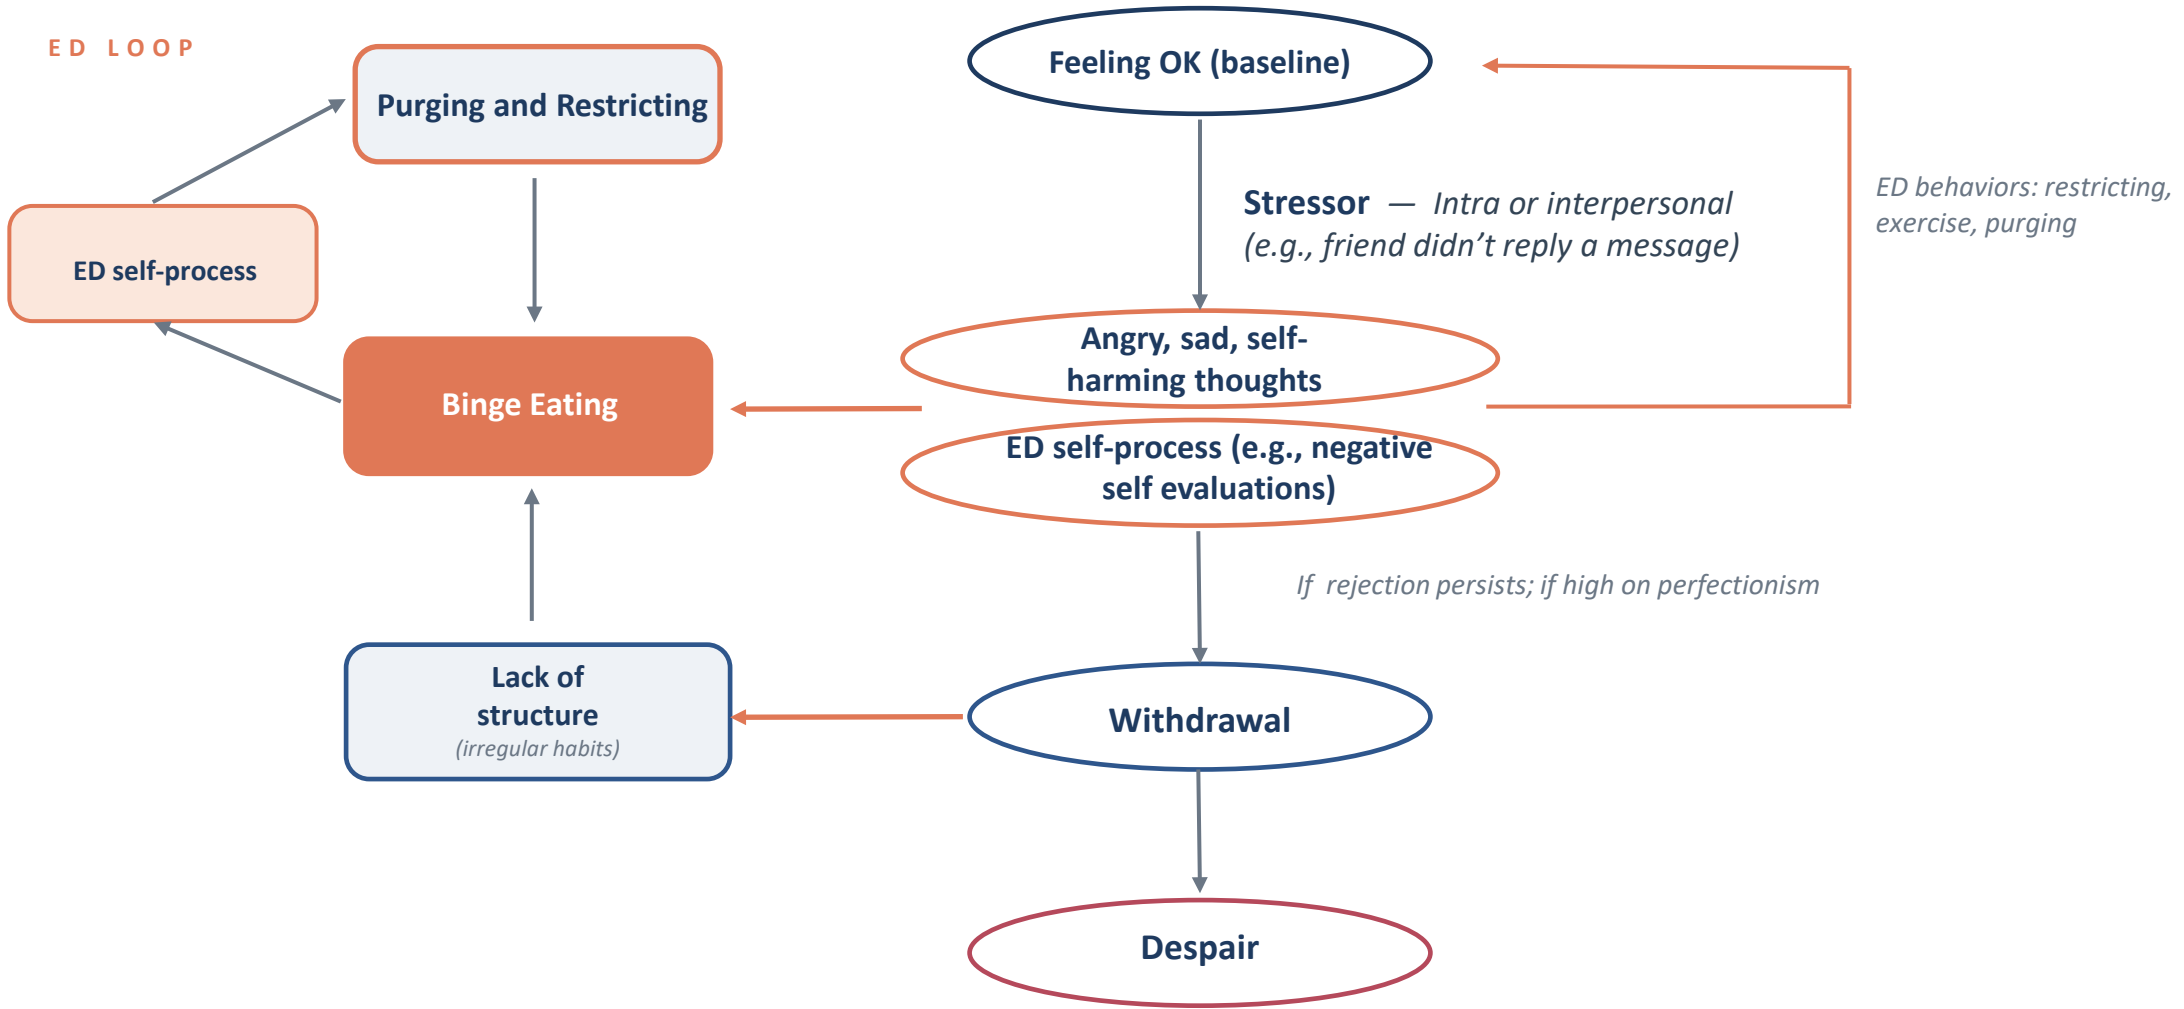 ED LOOP
Purging and Restricting
ED self-process
Binge Eating
Lack of
structure
(irregular habits)
Feeling OK (baseline)
Stressor — Intra or interpersonal
(e.g., friend didn’t reply a message)
ED behaviors: restricting,
exercise, purging
Angry, sad, self-
harming thoughts
ED self-process (e.g., negative
self evaluations)
If rejection persists; if high on perfectionism
Withdrawal
Despair